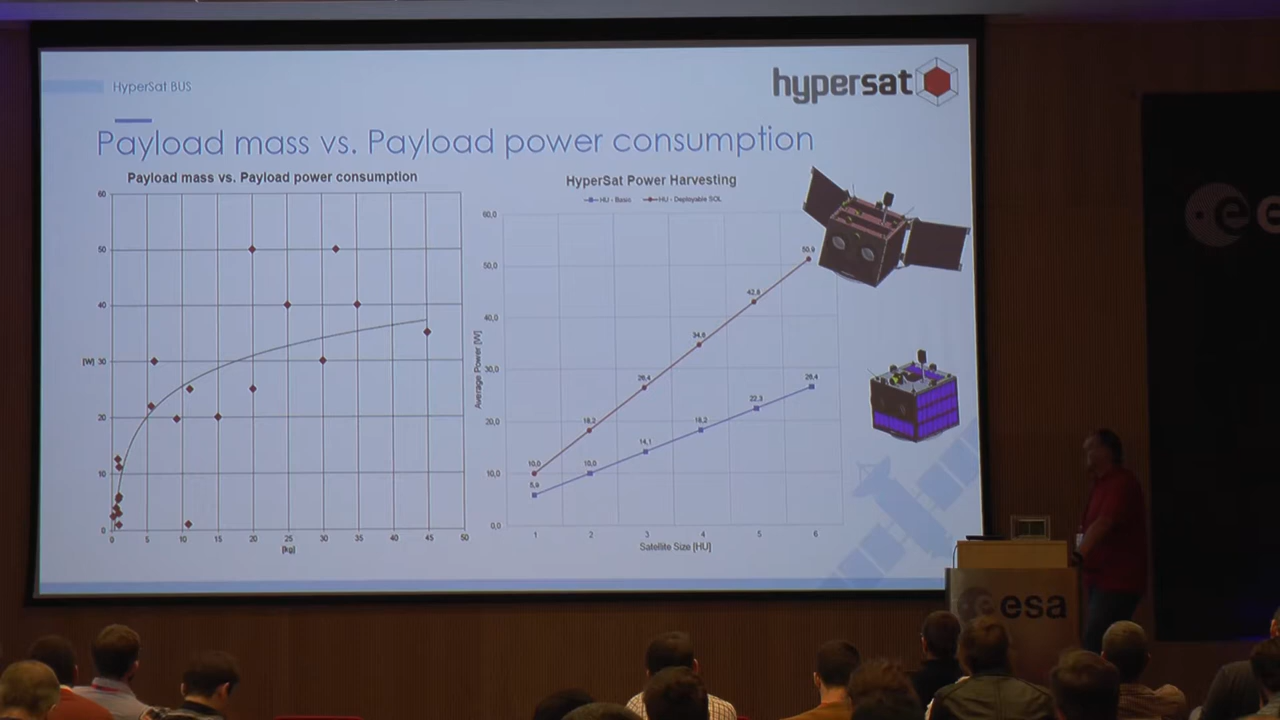 HyperSat BUS
hypersat
Payload mass vs. Payload power consumption
Payload mass vs. Payload power consumption
60
50
40
[W] 30
20
10
0
0 5 10 15 20 25 30 35 40 45 50
[kg]
HyperSat Power Harvesting
HU - Basic HU - Deployable SOL
60,0
50,0
40,0
30,0
20,0
10,0
0,0
Average Power [W]
10,0
18,2
26,4
34,6
42,8
50,9
5,9
10,0
14,1
18,2
22,3
26,4
1 2 3 4 5 6
Satellite Size [HU]
esa
e